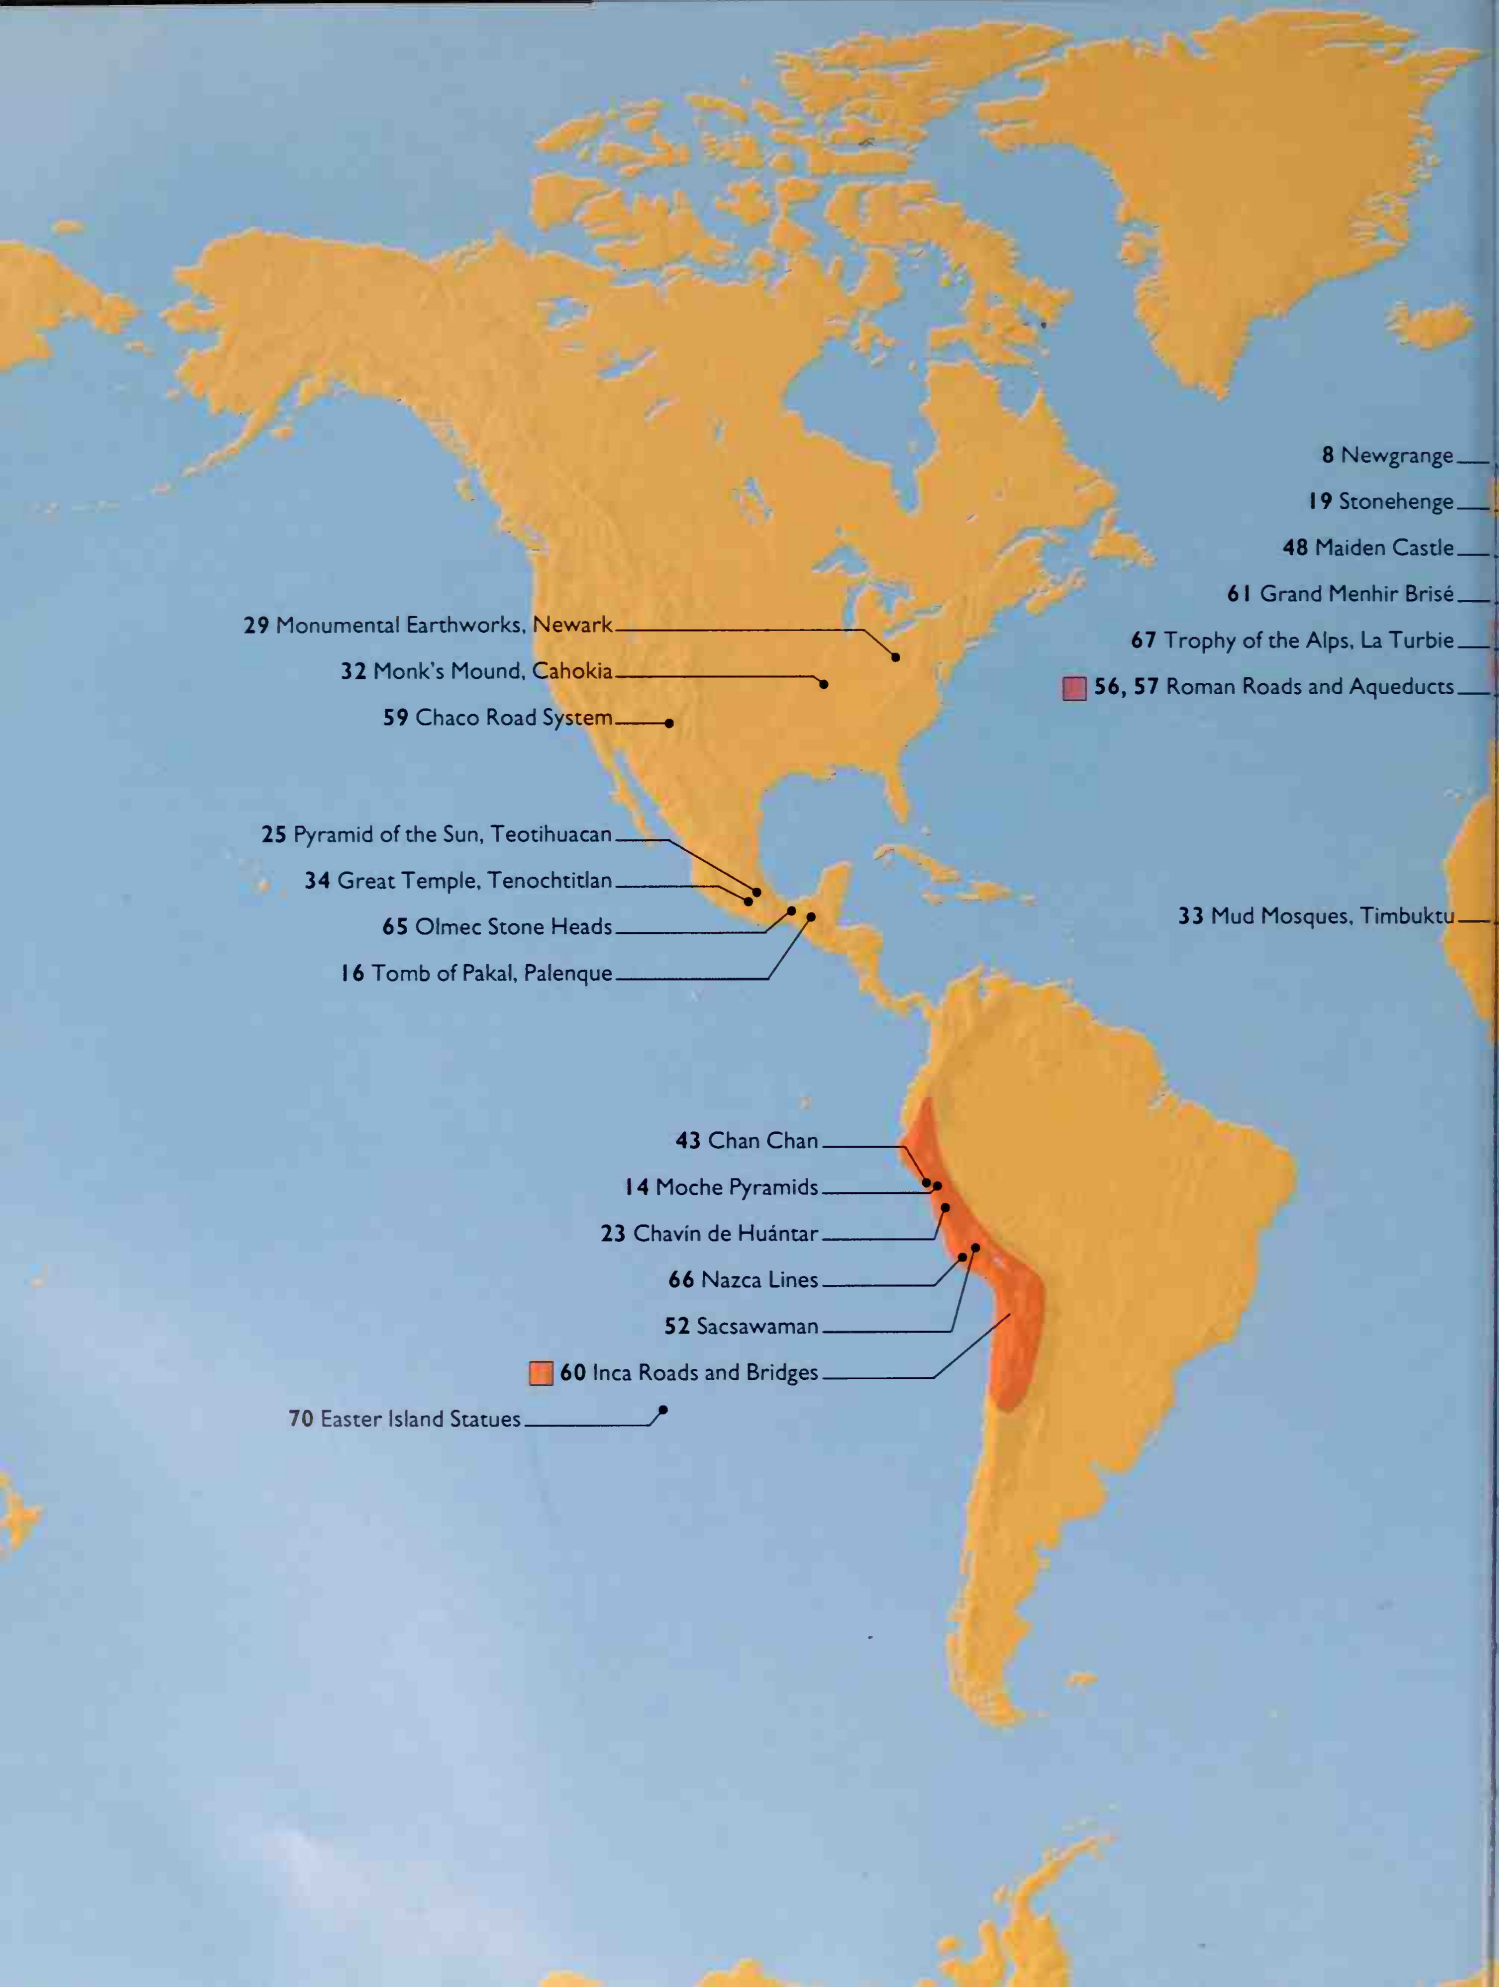 8 Newgrange
19 Stonehenge
48 Maiden Castle
61 Grand Menhir Brisé
67 Trophy of the Alps, La Turbie
56, 57 Roman Roads and Aqueducts
29 Monumental Earthworks, Newark
32 Monk's Mound, Cahokia
59 Chaco Road System
25 Pyramid of the Sun, Teotihuacan
34 Great Temple, Tenochtitlan
65 Olmec Stone Heads
16 Tomb of Pakal, Palenque
33 Mud Mosques, Timbuktu
43 Chan Chan
14 Moche Pyramids
23 Chavín de Huántar
66 Nazca Lines
52 Sacsawaman
60 Inca Roads and Bridges
70 Easter Island Statues